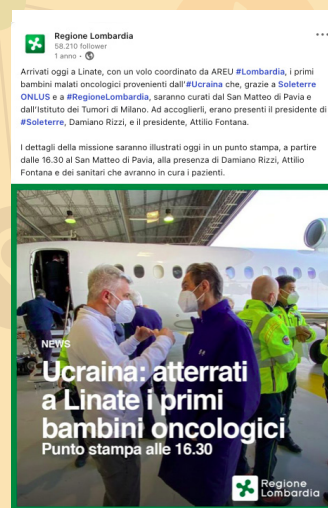 Regione Lombardia
58.210 follower
1 anno •
Arrivati oggi a Linate, con un volo coordinato da AREU #Lombardia, i primi
bambini malati oncologici provenienti dall'#Ucraina che, grazie a Soleterre
ONLUS e a #RegioneLombardia, saranno curati dal San Matteo di Pavia e
dall'Istituto dei Tumori di Milano. Ad accoglierli, erano presenti il presidente di
#Soleterre, Damiano Rizzi, e il presidente, Attilio Fontana.
I dettagli della missione saranno illustrati oggi in un punto stampa, a partire
dalle 16.30 al San Matteo di Pavia, alla presenza di Damiano Rizzi, Attilio
Fontana e dei sanitari che avranno in cura i pazienti.
NEWS
Ucraina: atterrati
a Linate i primi
bambini oncologici
Punto stampa alle 16.30
Regione
Lombardia